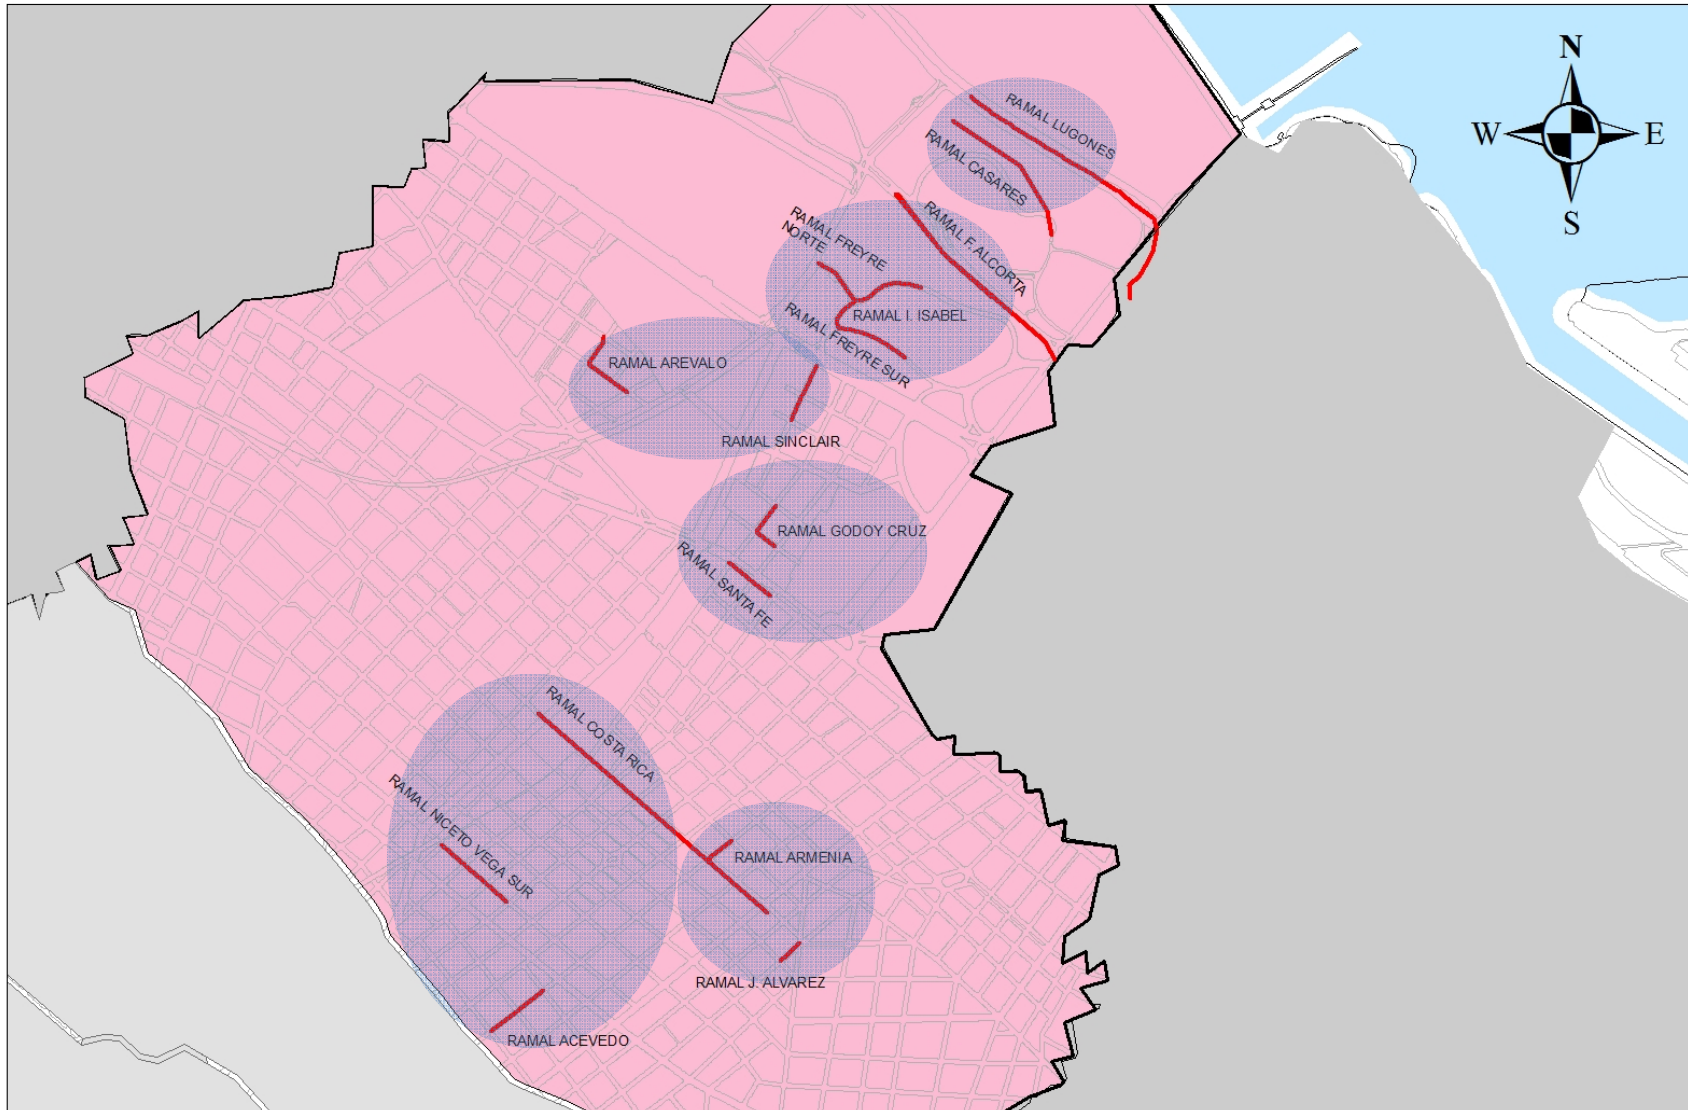 N
W
E
S
RAMAL LUGONES
RAMAL CASARES
RAMAL F. ALCORTA
RAMAL FREYRE
NORTE
RAMAL I. ISABEL
RAMAL FREYRE SUR
RAMAL AREVALO
RAMAL SINCLAIR
RAMAL GODOY CRUZ
RAMAL SANTA FE
RAMAL COSTA RICA
RAMAL NICETO VEGA SUR
RAMAL ARMENIA
RAMAL J. ALVAREZ
RAMAL ACEVEDO